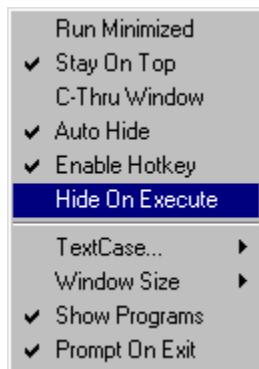 Run Minimized
Stay On Top
C-Thru Window
Auto Hide
Enable Hotkey
Hide On Execute
TextCase...
Window Size
Show Programs
Prompt On Exit